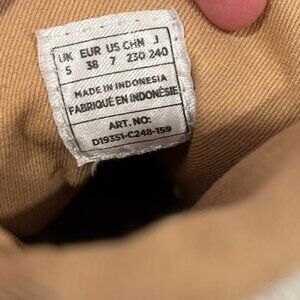 UK EUR US CHN J
5 38 7 230 240
MADE IN INDONESIA
FABRIQUÉ EN INDONÉSIE
ART. NO:
D19351-C248-159